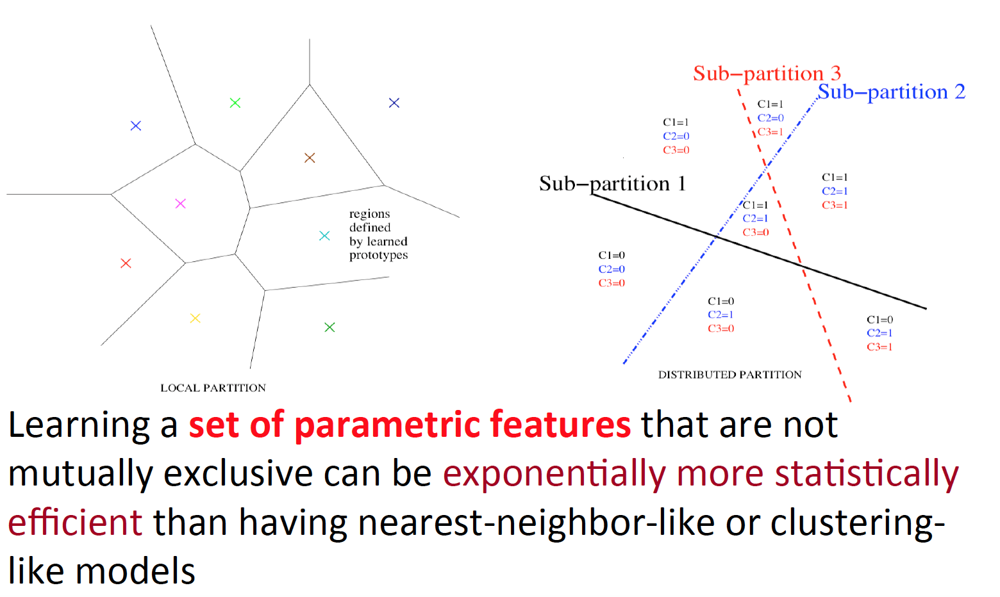 regions
defined
by learned
prototypes
LOCAL PARTITION
Sub–partition 3
Sub–partition 2
C1=1
C2=0
C3=1
C1=1
C2=0
C3=0
Sub–partition 1
C1=1
C2=1
C3=1
C1=1
C2=1
C3=0
C1=0
C2=0
C3=0
C1=0
C2=1
C3=0
C1=0
C2=1
C3=1
DISTRIBUTED PARTITION
Learning a set of parametric features that are not
mutually exclusive can be exponentially more statistically
efficient than having nearest-neighbor-like or clustering-
like models